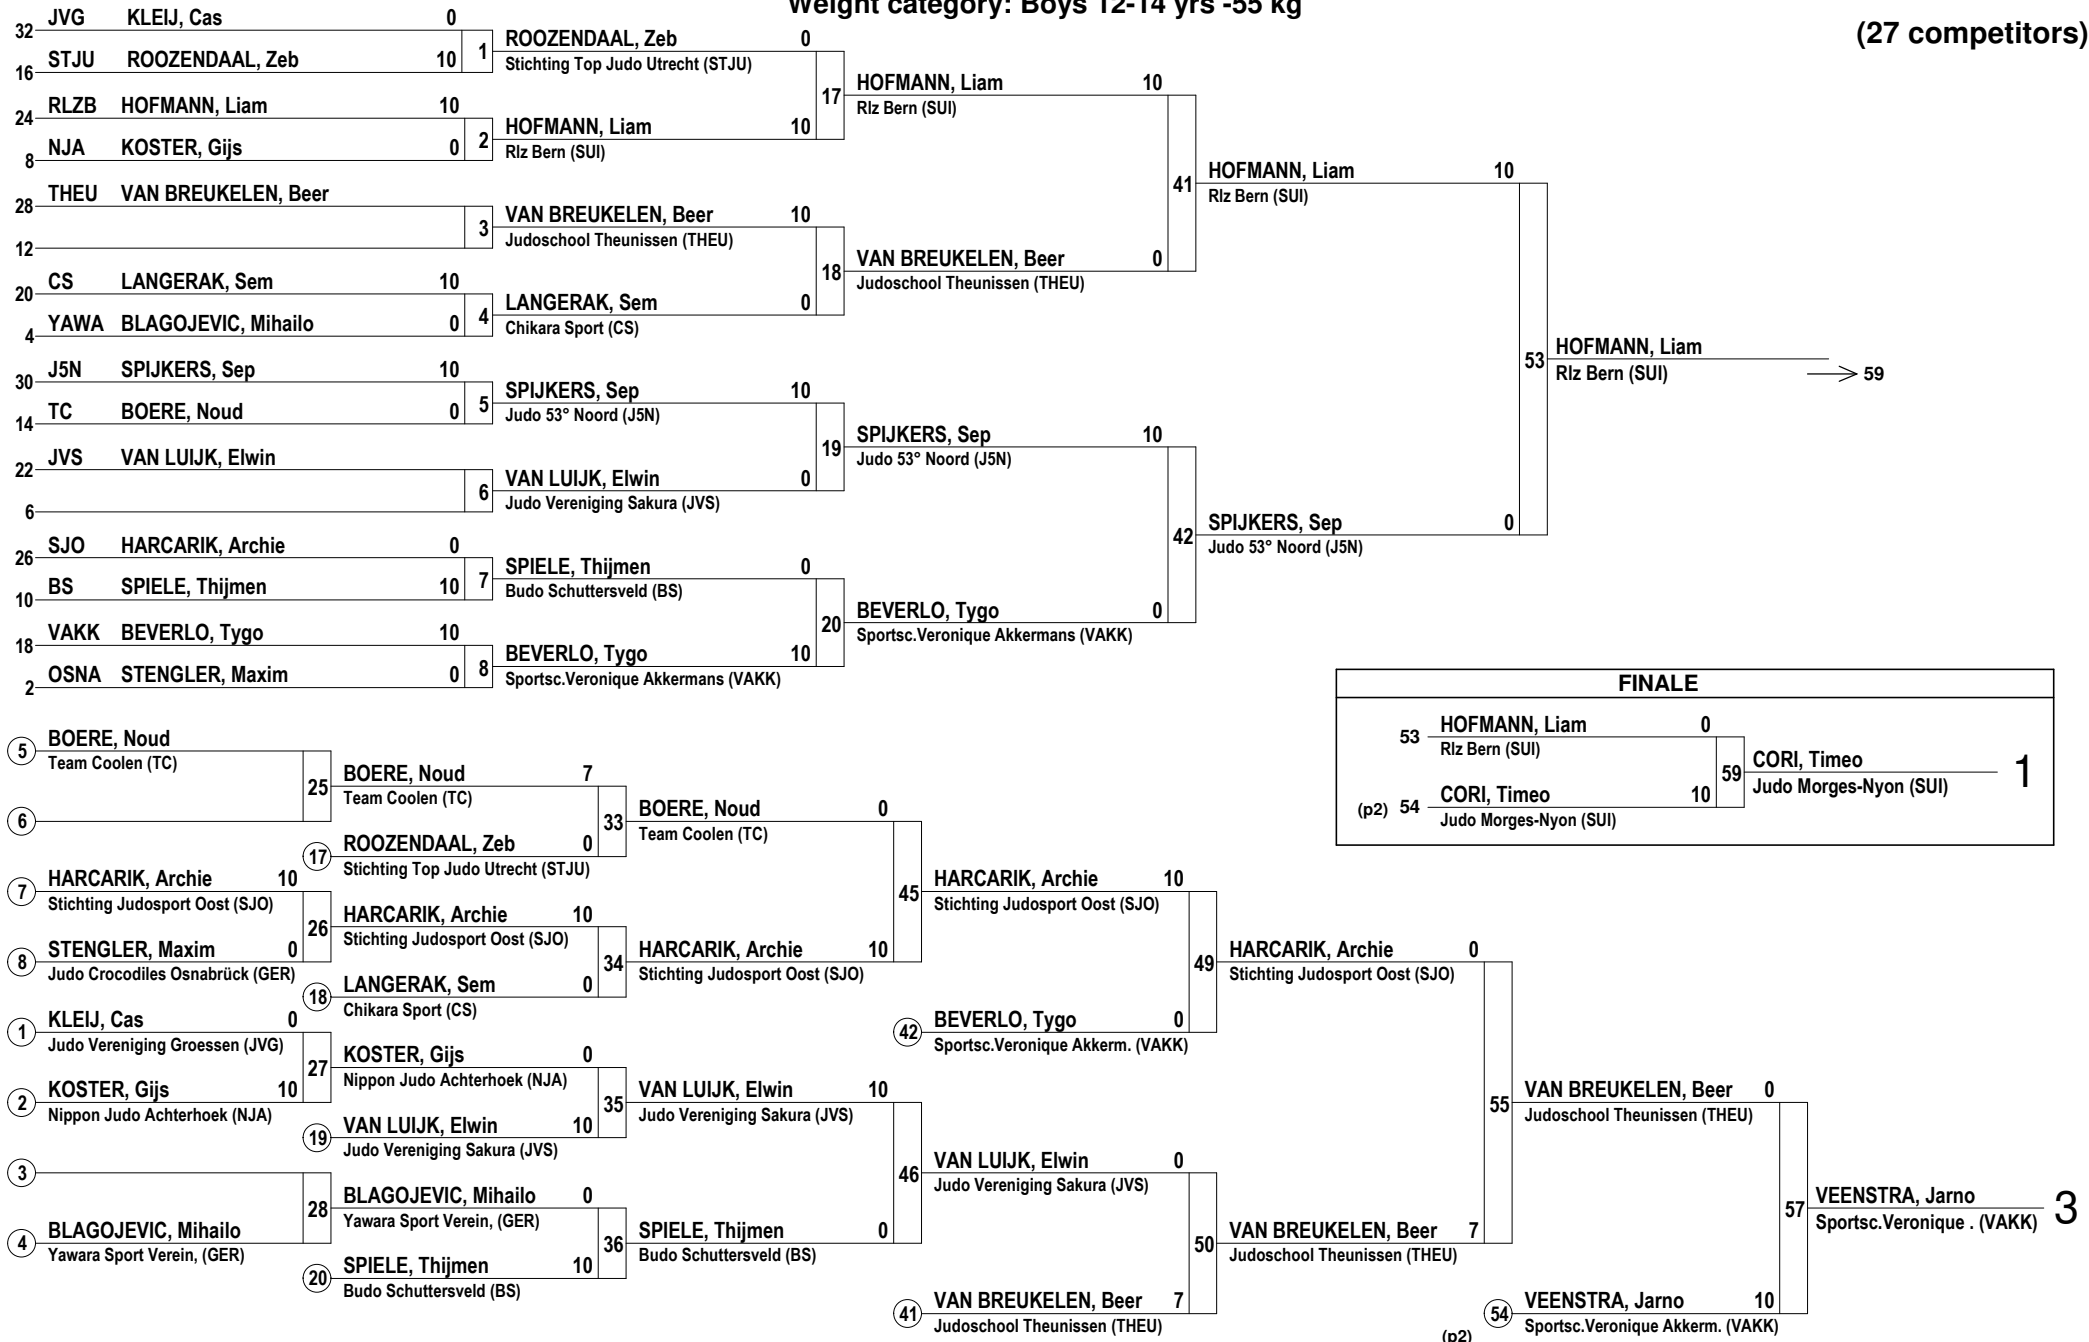 Weight category: Boys 12-14 yrs -55 kg
(27 competitors)
32 JVG KLEIJ, Cas 0
16 STJU ROOZENDAAL, Zeb 10
1
24 RLZB HOFMANN, Liam 10
8 NJA KOSTER, Gijs 0
2
28 THEU VAN BREUKELEN, Beer
12
3
20 CS LANGERAK, Sem 10
4 YAWA BLAGOJEVIC, Mihailo 0
4
30 J5N SPIJKERS, Sep 10
14 TC BOERE, Noud 0
5
22 JVS VAN LUIJK, Elwin
6
6
26 SJO HARCARIK, Archie 0
10 BS SPIELE, Thijmen 10
7
18 VAKK BEVERLO, Tygo 10
2 OSNA STENGLER, Maxim 0
8
ROOZENDAAL, Zeb 0
Stichting Top Judo Utrecht (STJU)
17
HOFMANN, Liam 10
Rlz Bern (SUI)
VAN BREUKELEN, Beer 10
Judoschool Theunissen (THEU)
18
LANGERAK, Sem 0
Chikara Sport (CS)
SPIJKERS, Sep 10
Judo 53° Noord (J5N)
19
VAN LUIJK, Elwin 0
Judo Vereniging Sakura (JVS)
SPIELE, Thijmen 0
Budo Schuttersveld (BS)
20
BEVERLO, Tygo 10
Sportsc.Veronique Akkermans (VAKK)
HOFMANN, Liam 10
Rlz Bern (SUI)
41
VAN BREUKELEN, Beer 0
Judoschool Theunissen (THEU)
SPIJKERS, Sep 10
Judo 53° Noord (J5N)
42
BEVERLO, Tygo 0
Sportsc.Veronique Akkermans (VAKK)
HOFMANN, Liam 10
Rlz Bern (SUI)
53
SPIJKERS, Sep 0
Judo 53° Noord (J5N)
HOFMANN, Liam
Rlz Bern (SUI)
59
FINALE
53 HOFMANN, Liam 0
Rlz Bern (SUI)
(p2) 54 CORI, Timeo 10
Judo Morges-Nyon (SUI)
59
CORI, Timeo
Judo Morges-Nyon (SUI)
1
5 BOERE, Noud
Team Coolen (TC)
25
6
7 HARCARIK, Archie 10
Stichting Judosport Oost (SJO)
26
8 STENGLER, Maxim 0
Judo Crocodiles Osnabrück (GER)
1 KLEIJ, Cas 0
Judo Vereniging Groessen (JVG)
27
2 KOSTER, Gijs 10
Nippon Judo Achterhoek (NJA)
3
28
4 BLAGOJEVIC, Mihailo
Yawara Sport Verein, (GER)
BOERE, Noud 7
Team Coolen (TC)
33
17 ROOZENDAAL, Zeb 0
Stichting Top Judo Utrecht (STJU)
HARCARIK, Archie 10
Stichting Judosport Oost (SJO)
34
18 LANGERAK, Sem 0
Chikara Sport (CS)
KOSTER, Gijs 0
Nippon Judo Achterhoek (NJA)
35
19 VAN LUIJK, Elwin 10
Judo Vereniging Sakura (JVS)
BLAGOJEVIC, Mihailo 0
Yawara Sport Verein, (GER)
36
20 SPIELE, Thijmen 10
Budo Schuttersveld (BS)
BOERE, Noud 0
Team Coolen (TC)
45
HARCARIK, Archie 10
Stichting Judosport Oost (SJO)
VAN LUIJK, Elwin 10
Judo Vereniging Sakura (JVS)
46
SPIELE, Thijmen 0
Budo Schuttersveld (BS)
HARCARIK, Archie 10
Stichting Judosport Oost (SJO)
49
42 BEVERLO, Tygo 0
Sportsc.Veronique Akkerm. (VAKK)
VAN LUIJK, Elwin 0
Judo Vereniging Sakura (JVS)
50
41 VAN BREUKELEN, Beer 7
Judoschool Theunissen (THEU)
HARCARIK, Archie 0
Stichting Judosport Oost (SJO)
55
VAN BREUKELEN, Beer 7
Judoschool Theunissen (THEU)
VAN BREUKELEN, Beer 0
Judoschool Theunissen (THEU)
57
54 VEENSTRA, Jarno 10
(p2) Sportsc.Veronique Akkerm. (VAKK)
VEENSTRA, Jarno
Sportsc.Veronique . (VAKK)
3